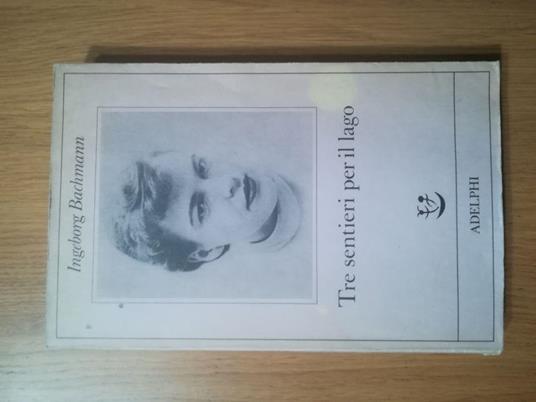 Ingeborg Bachmann
Tre sentieri per il lago
ADELPHI